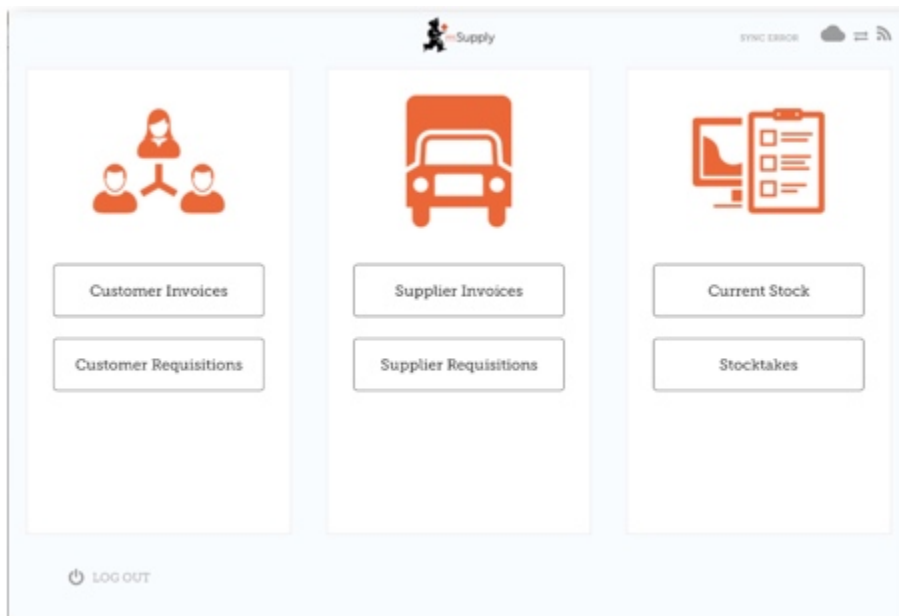 mSupply
SYNC ERROR
Customer Invoices
Customer Requisitions
Supplier Invoices
Supplier Requisitions
Current Stock
Stocktakes
LOG OUT